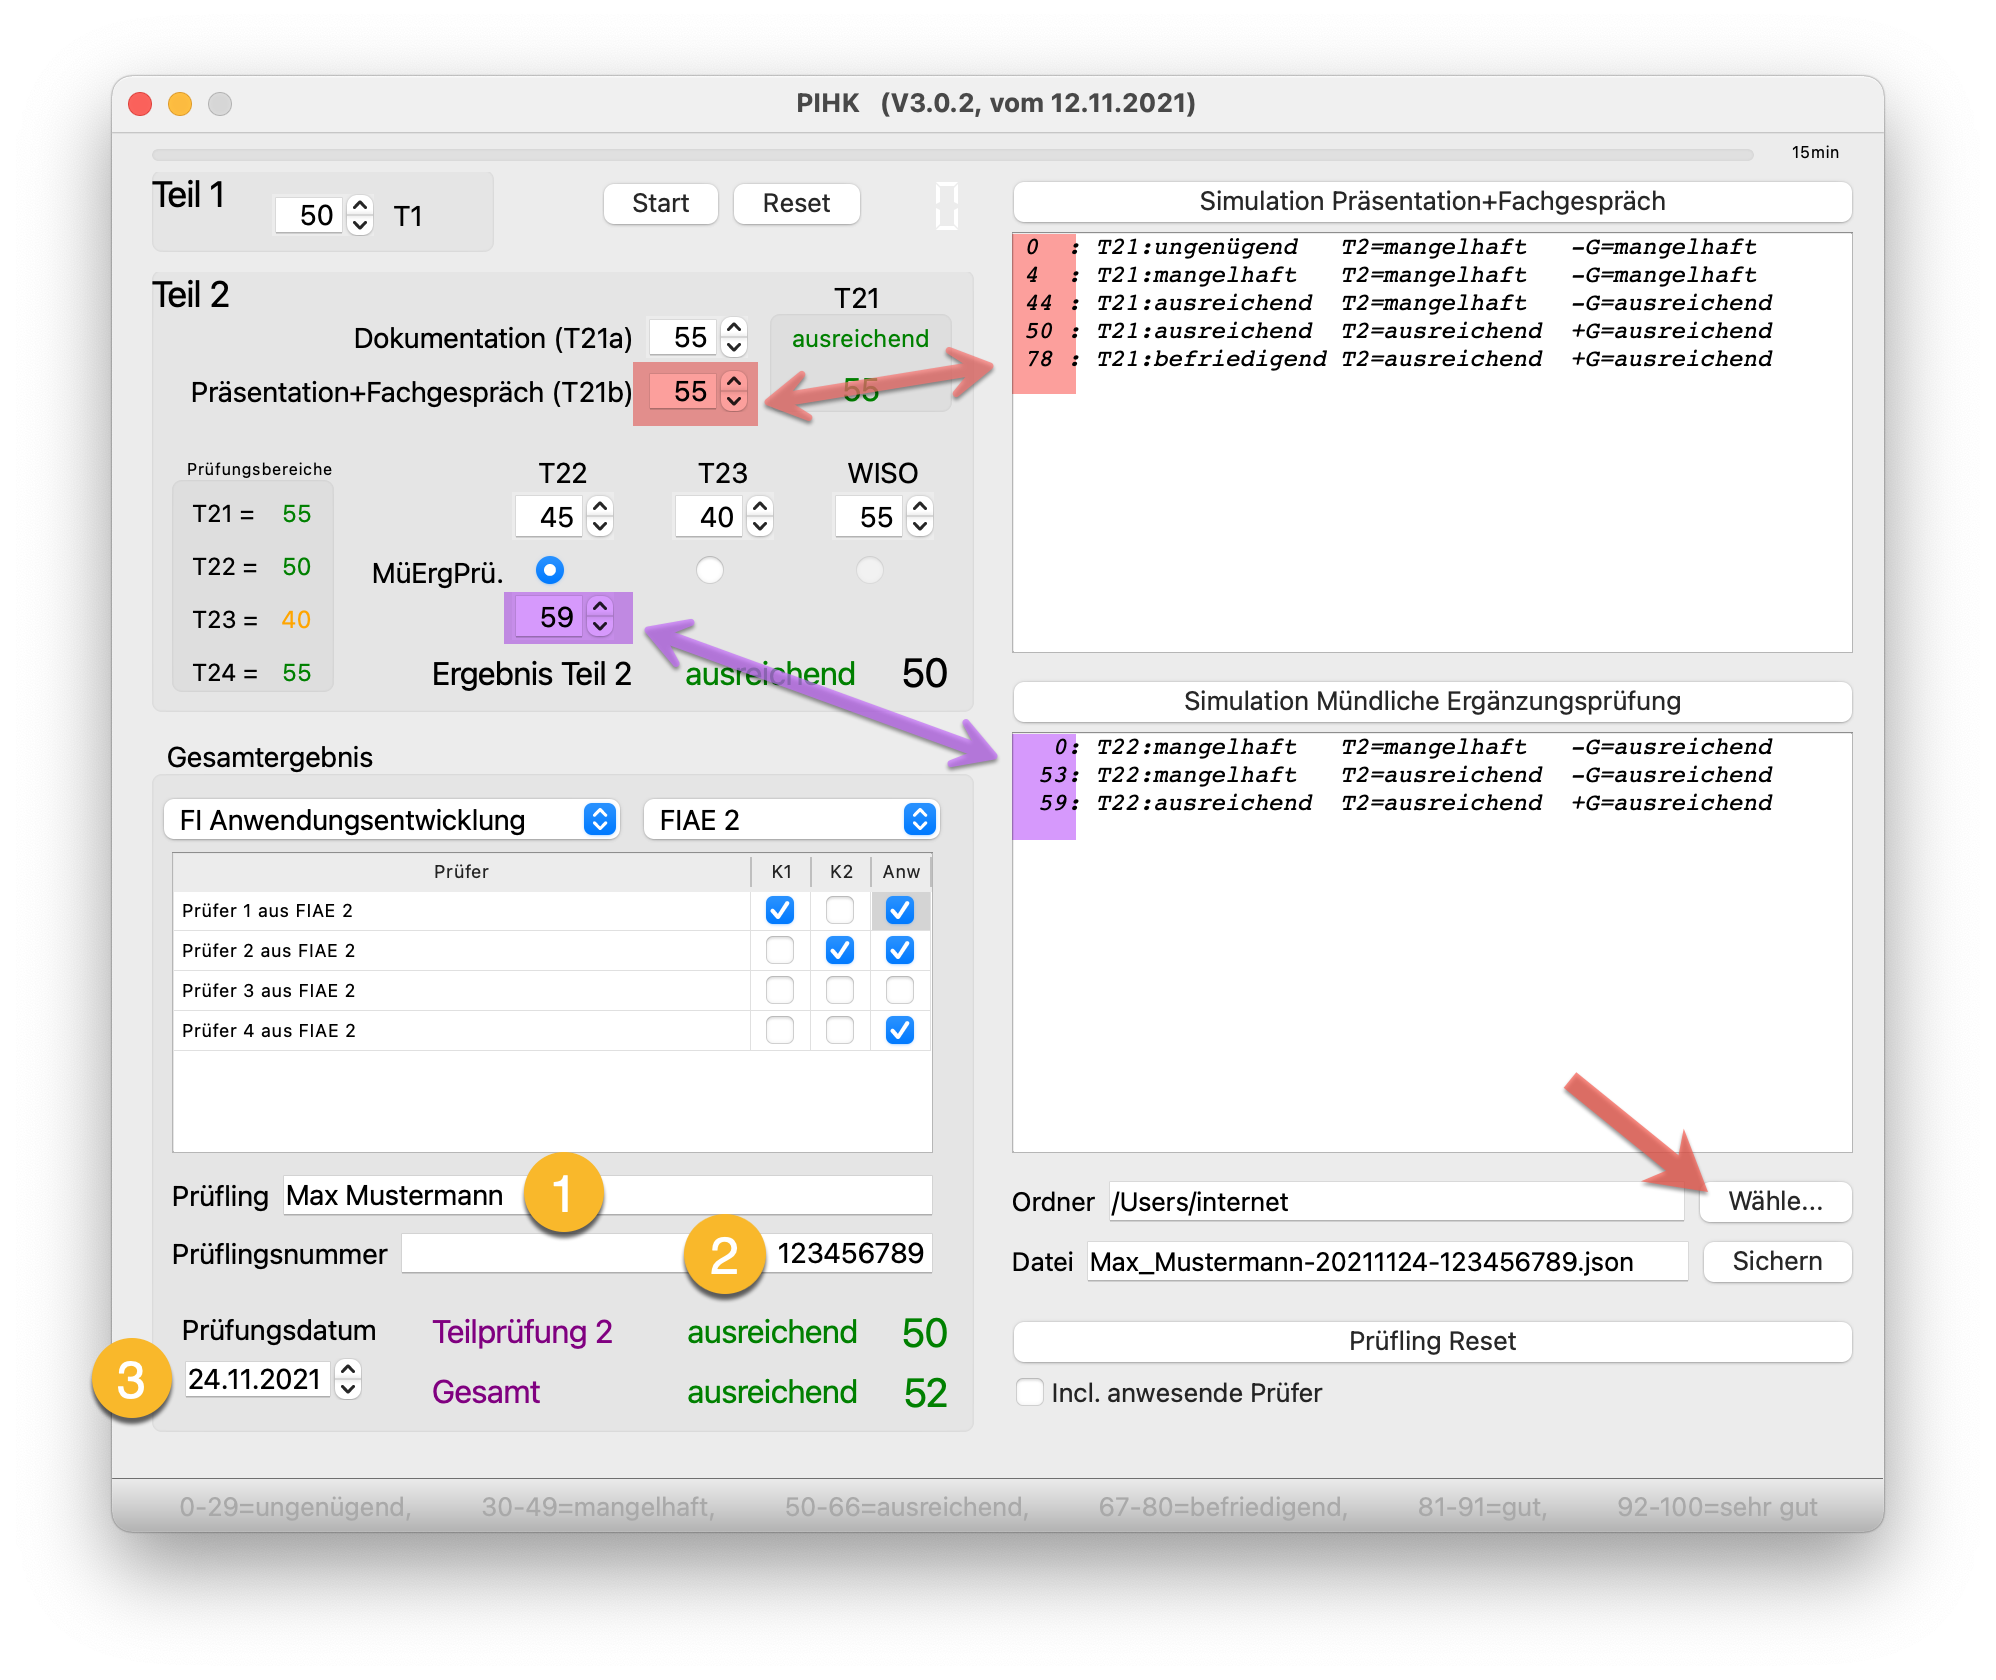 PIHK (V3.0.2, vom 12.11.2021)
15min
Teil 1
50 T1
Start Reset 0
Teil 2
T21
Dokumentation (T21a) 55 ausreichend
Präsentation+Fachgespräch (T21b) 55 55
Prüfungsbereiche
T21 = 55
T22 = 50
T23 = 40
T24 = 55
T22 T23 WISO
45 40 55
MüErgPrü.
59
Ergebnis Teil 2 ausreichend 50
Gesamtergebnis
FI Anwendungsentwicklung FIAE 2
Prüfer K1 K2 Anw
Prüfer 1 aus FIAE 2
Prüfer 2 aus FIAE 2
Prüfer 3 aus FIAE 2
Prüfer 4 aus FIAE 2
Prüfling Max Mustermann 1
Prüflingsnummer 2 123456789
Prüfungsdatum Teilprüfung 2 ausreichend 50
3 24.11.2021 Gesamt ausreichend 52
Simulation Präsentation+Fachgespräch
0 : T21:ungenügend T2=mangelhaft -G=mangelhaft
4 : T21:mangelhaft T2=mangelhaft -G=mangelhaft
44 : T21:ausreichend T2=mangelhaft -G=ausreichend
50 : T21:ausreichend T2=ausreichend +G=ausreichend
78 : T21:befriedigend T2=ausreichend +G=ausreichend
Simulation Mündliche Ergänzungsprüfung
0: T22:mangelhaft T2=mangelhaft -G=ausreichend
53: T22:mangelhaft T2=ausreichend -G=ausreichend
59: T22:ausreichend T2=ausreichend +G=ausreichend
Ordner /Users/internet Wähle...
Datei Max_Mustermann-20211124-123456789.json Sichern
Prüfling Reset
Incl. anwesende Prüfer
0-29=ungenügend, 30-49=mangelhaft, 50-66=ausreichend, 67-80=befriedigend, 81-91=gut, 92-100=sehr gut